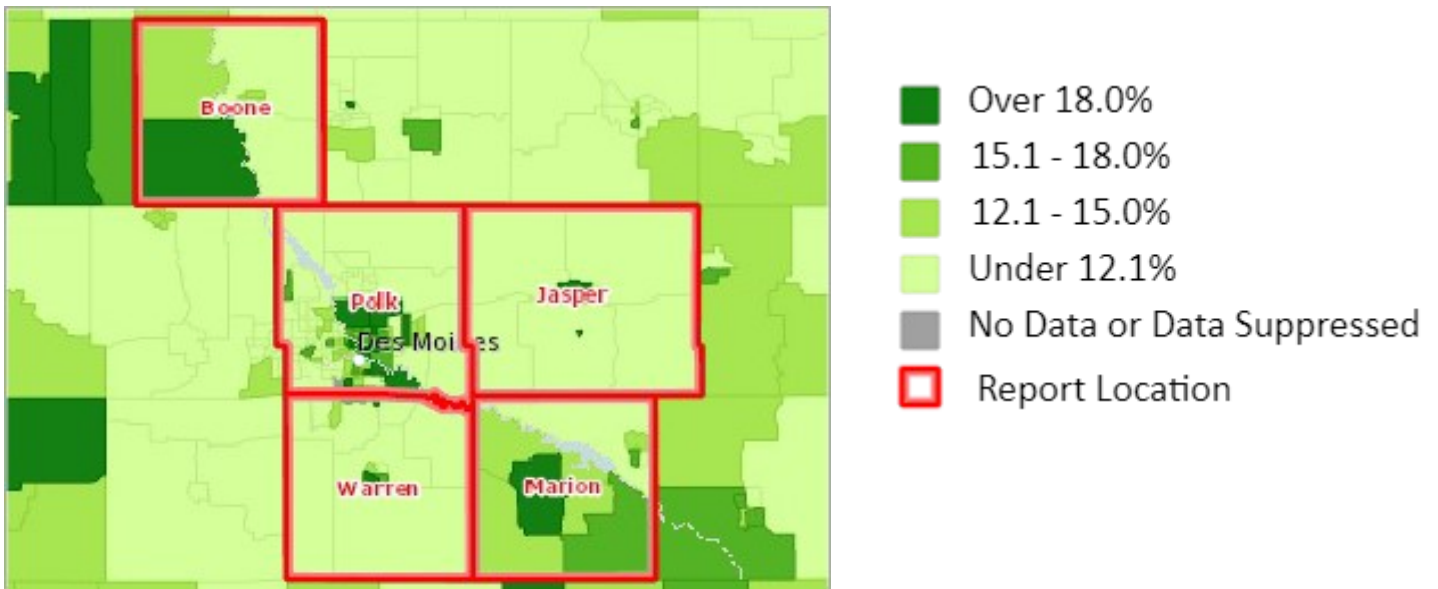 Boone
Polk
Jasper
Des Moines
Warren
Marion
Over 18.0%
15.1 - 18.0%
12.1 - 15.0%
Under 12.1%
No Data or Data Suppressed
Report Location